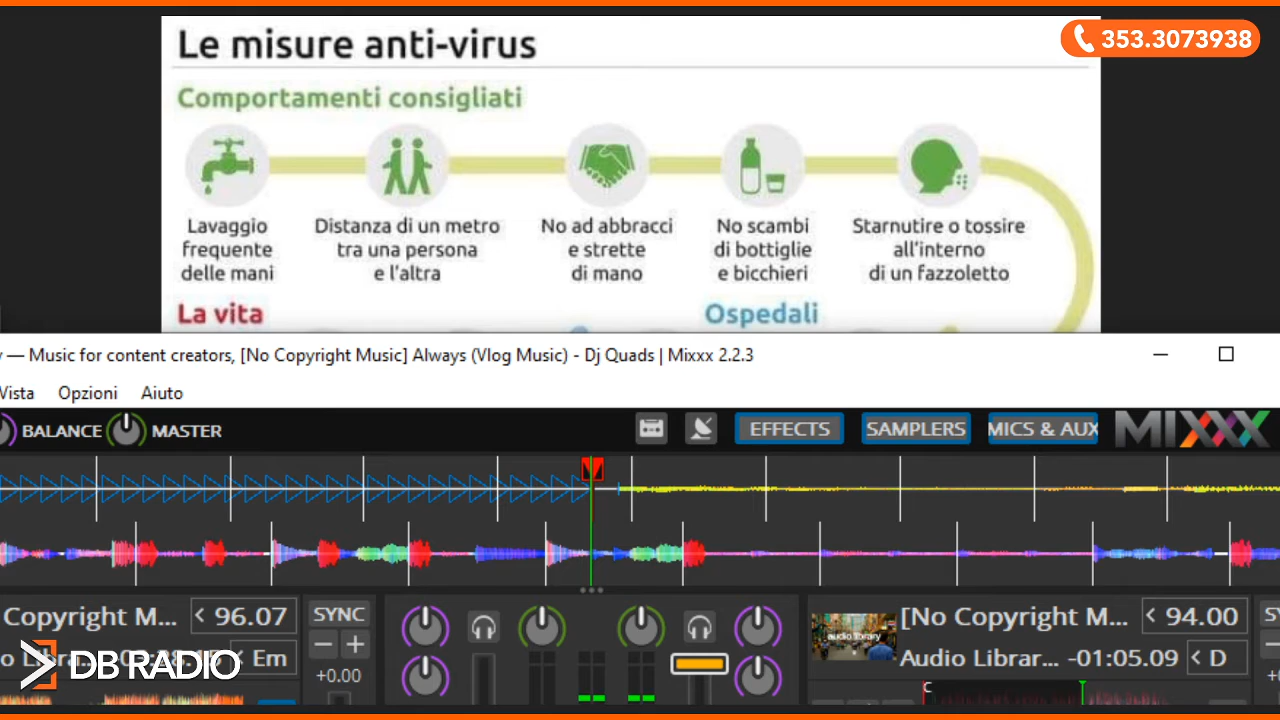 Le misure anti-virus
353.3073938
Comportamenti consigliati
Lavaggio
frequente
delle mani
Distanza di un metro
tra una persona
e l'altra
No ad abbracci
e strette
di mano
No scambi
di bottiglie
e bicchieri
Starnutire o tossire
all'interno
di un fazzoletto
La vita
Ospedali
— Music for content creators, [No Copyright Music] Always (Vlog Music) - Dj Quads | Mixxx 2.2.3
Vista Opzioni Aiuto
BALANCE MASTER EFFECTS SAMPLERS MICS & AUX MIXXX
Copyright M... < 96.07 SYNC
[No Copyright M... < 94.00
DB RADIO < Em
Audio Librar... -01:05.09 < D
+0.00
audio library
C